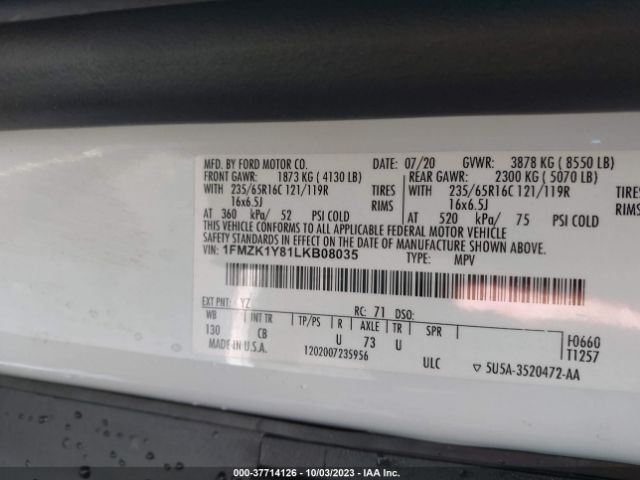 MFD. BY FORD MOTOR CO. DATE: 07/20 GVWR: 3878 KG ( 8550 LB)
FRONT GAWR: 1873 KG ( 4130 LB) REAR GAWR: 2300 KG ( 5070 LB)
WITH 235/65R16C 121/119R TIRES WITH 235/65R16C 121/119R TIRES
16x6.5J RIMS 16x6.5J RIMS
AT 360 kPa/ 52 PSI COLD AT 520 kPa/ 75 PSI COLD
THIS VEHICLE CONFORMS TO ALL APPLICABLE FEDERAL MOTOR VEHICLE
SAFETY STANDARDS IN EFFECT ON THE DATE OF MANUFACTURE SHOWN ABOVE.
VIN: 1FMZK1Y81LKB08035 TYPE: MPV
EXT PNT: YZ RC: 71 DSO:
WB INT TR TP/PS R AXLE TR SPR
130 CB U 73 U
F0660
T1257
MADE IN U.S.A. 1202007235956 ULC ▽ 5U5A-3520472-AA
000-37714126 - 10/03/2023 - IAA Inc.